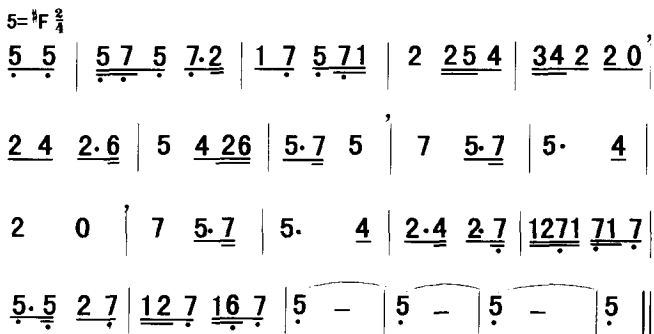 5=#F 2/4
5 5 | 5 7 5 7·2 | 1 7 5 7 1 | 2 2 5 4 | 3 4 2 2 0 ’|
2 4 2·6 | 5 4 2 6 | 5·7 5 ’| 7 5·7 | 5· 4 |
2 0 ’| 7 5·7 | 5· 4 | 2·4 2·7 | 1 2 7 1 7 1 7 |
5·5 2 7 | 1 2 7 1 6 7 | 5 – | 5 – | 5 – | 5 ||